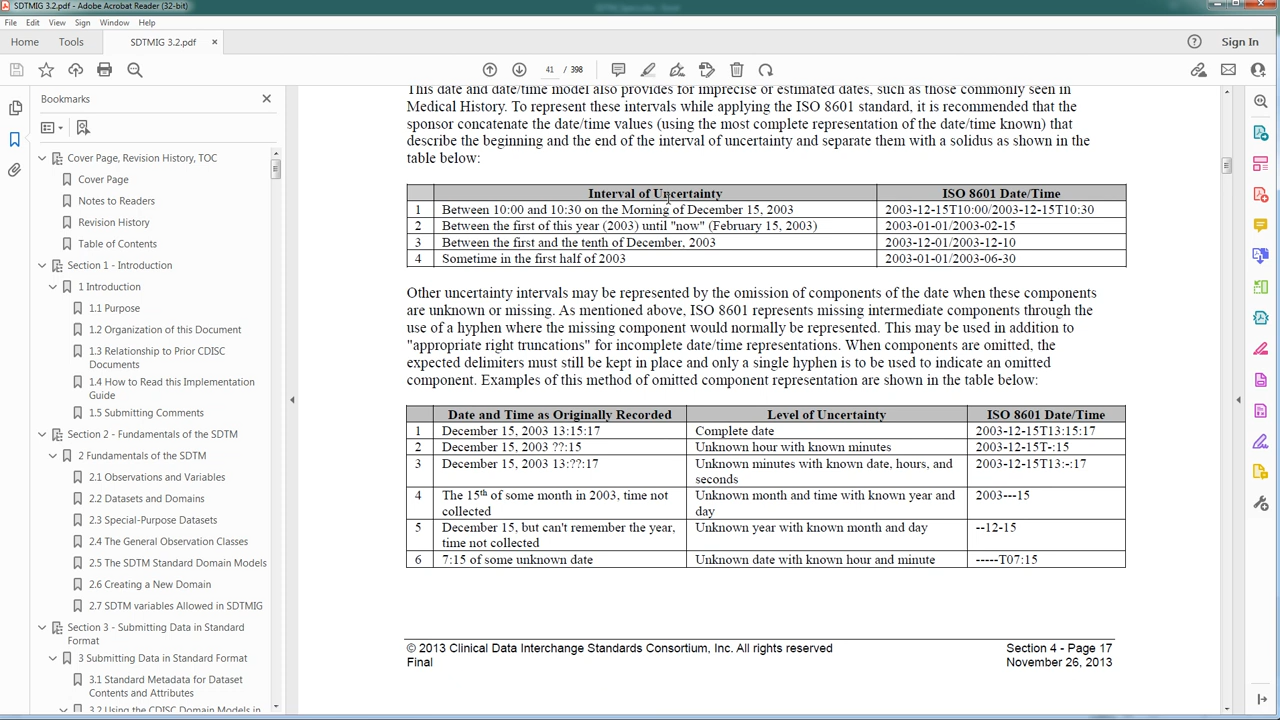 SDTMIG 3.2.pdf - Adobe Acrobat Reader (32-bit)
File Edit View Sign Window Help
Home Tools SDTMIG 3.2.pdf × Sign In
41 / 398
Bookmarks
Cover Page, Revision History, TOC
Cover Page
Notes to Readers
Revision History
Table of Contents
Section 1 - Introduction
1 Introduction
1.1 Purpose
1.2 Organization of this Document
1.3 Relationship to Prior CDISC
Documents
1.4 How to Read this Implementation
Guide
1.5 Submitting Comments
Section 2 - Fundamentals of the SDTM
2 Fundamentals of the SDTM
2.1 Observations and Variables
2.2 Datasets and Domains
2.3 Special-Purpose Datasets
2.4 The General Observation Classes
2.5 The SDTM Standard Domain Models
2.6 Creating a New Domain
2.7 SDTM variables Allowed in SDTMIG
Section 3 - Submitting Data in Standard
Format
3 Submitting Data in Standard Format
3.1 Standard Metadata for Dataset
Contents and Attributes
3.2 Using the CDISC Domain Models in
This date and date/time model also provides for imprecise or estimated dates, such as those commonly seen in
Medical History. To represent these intervals while applying the ISO 8601 standard, it is recommended that the
sponsor concatenate the date/time values (using the most complete representation of the date/time known) that
describe the beginning and the end of the interval of uncertainty and separate them with a solidus as shown in the
table below:
Interval of Uncertainty ISO 8601 Date/Time
1 Between 10:00 and 10:30 on the Morning of December 15, 2003 2003-12-15T10:00/2003-12-15T10:30
2 Between the first of this year (2003) until "now" (February 15, 2003) 2003-01-01/2003-02-15
3 Between the first and the tenth of December, 2003 2003-12-01/2003-12-10
4 Sometime in the first half of 2003 2003-01-01/2003-06-30
Other uncertainty intervals may be represented by the omission of components of the date when these components
are unknown or missing. As mentioned above, ISO 8601 represents missing intermediate components through the
use of a hyphen where the missing component would normally be represented. This may be used in addition to
"appropriate right truncations" for incomplete date/time representations. When components are omitted, the
expected delimiters must still be kept in place and only a single hyphen is to be used to indicate an omitted
component. Examples of this method of omitted component representation are shown in the table below:
Date and Time as Originally Recorded Level of Uncertainty ISO 8601 Date/Time
1 December 15, 2003 13:15:17 Complete date 2003-12-15T13:15:17
2 December 15, 2003 ??:15 Unknown hour with known minutes 2003-12-15T-:15
3 December 15, 2003 13:??:17 Unknown minutes with known date, hours, and 2003-12-15T13:-:17
seconds
4 The 15th of some month in 2003, time not Unknown month and time with known year and 2003---15
collected day
5 December 15, but can't remember the year, Unknown year with known month and day --12-15
time not collected
6 7:15 of some unknown date Unknown date with known hour and minute -----T07:15
© 2013 Clinical Data Interchange Standards Consortium, Inc. All rights reserved Section 4 - Page 17
Final November 26, 2013